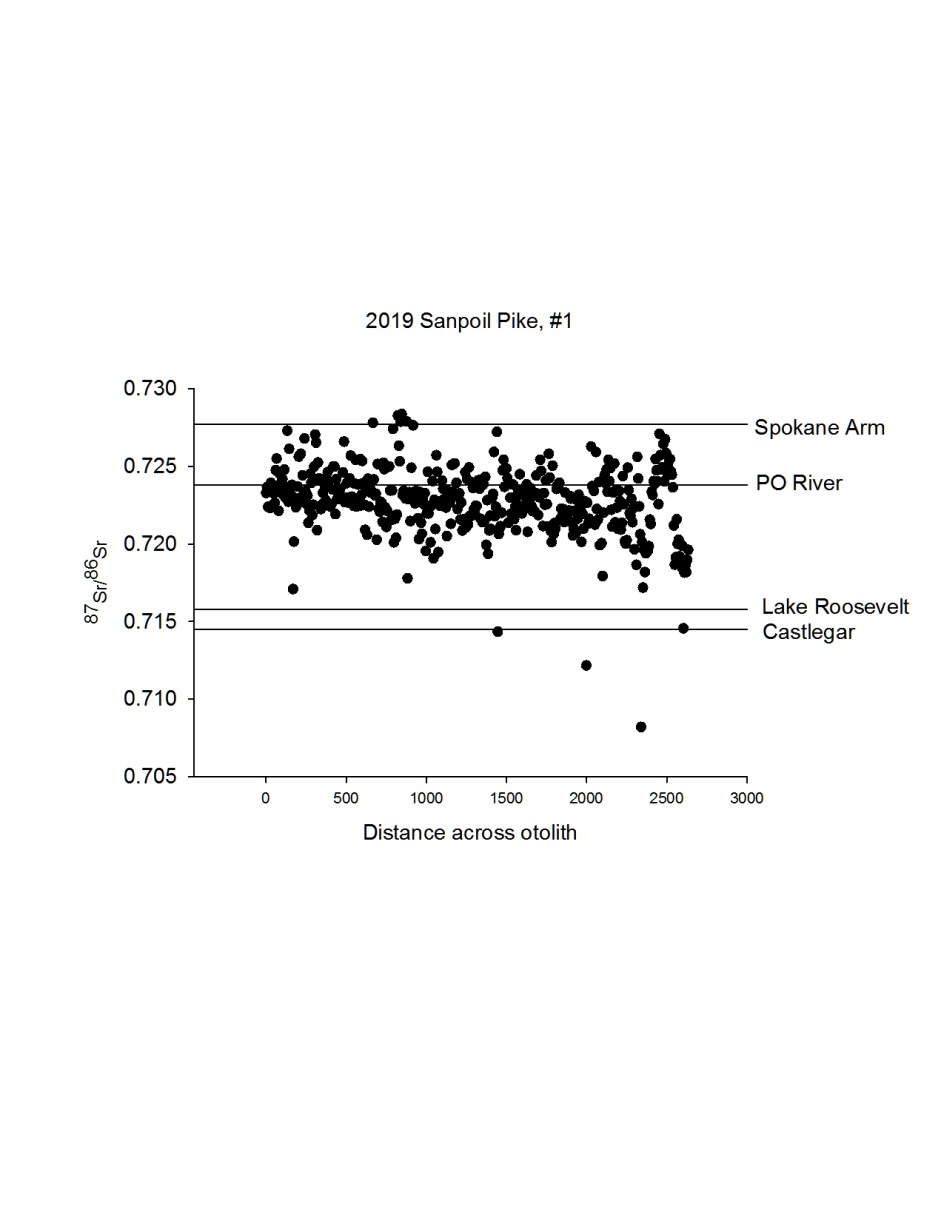 2019 Sanpoil Pike, #1
0.730
Spokane Arm
0.725
PO River
0.720
87Sr/86Sr
Lake Roosevelt
0.715
Castlegar
0.710
0.705
0 500 1000 1500 2000 2500 3000
Distance across otolith